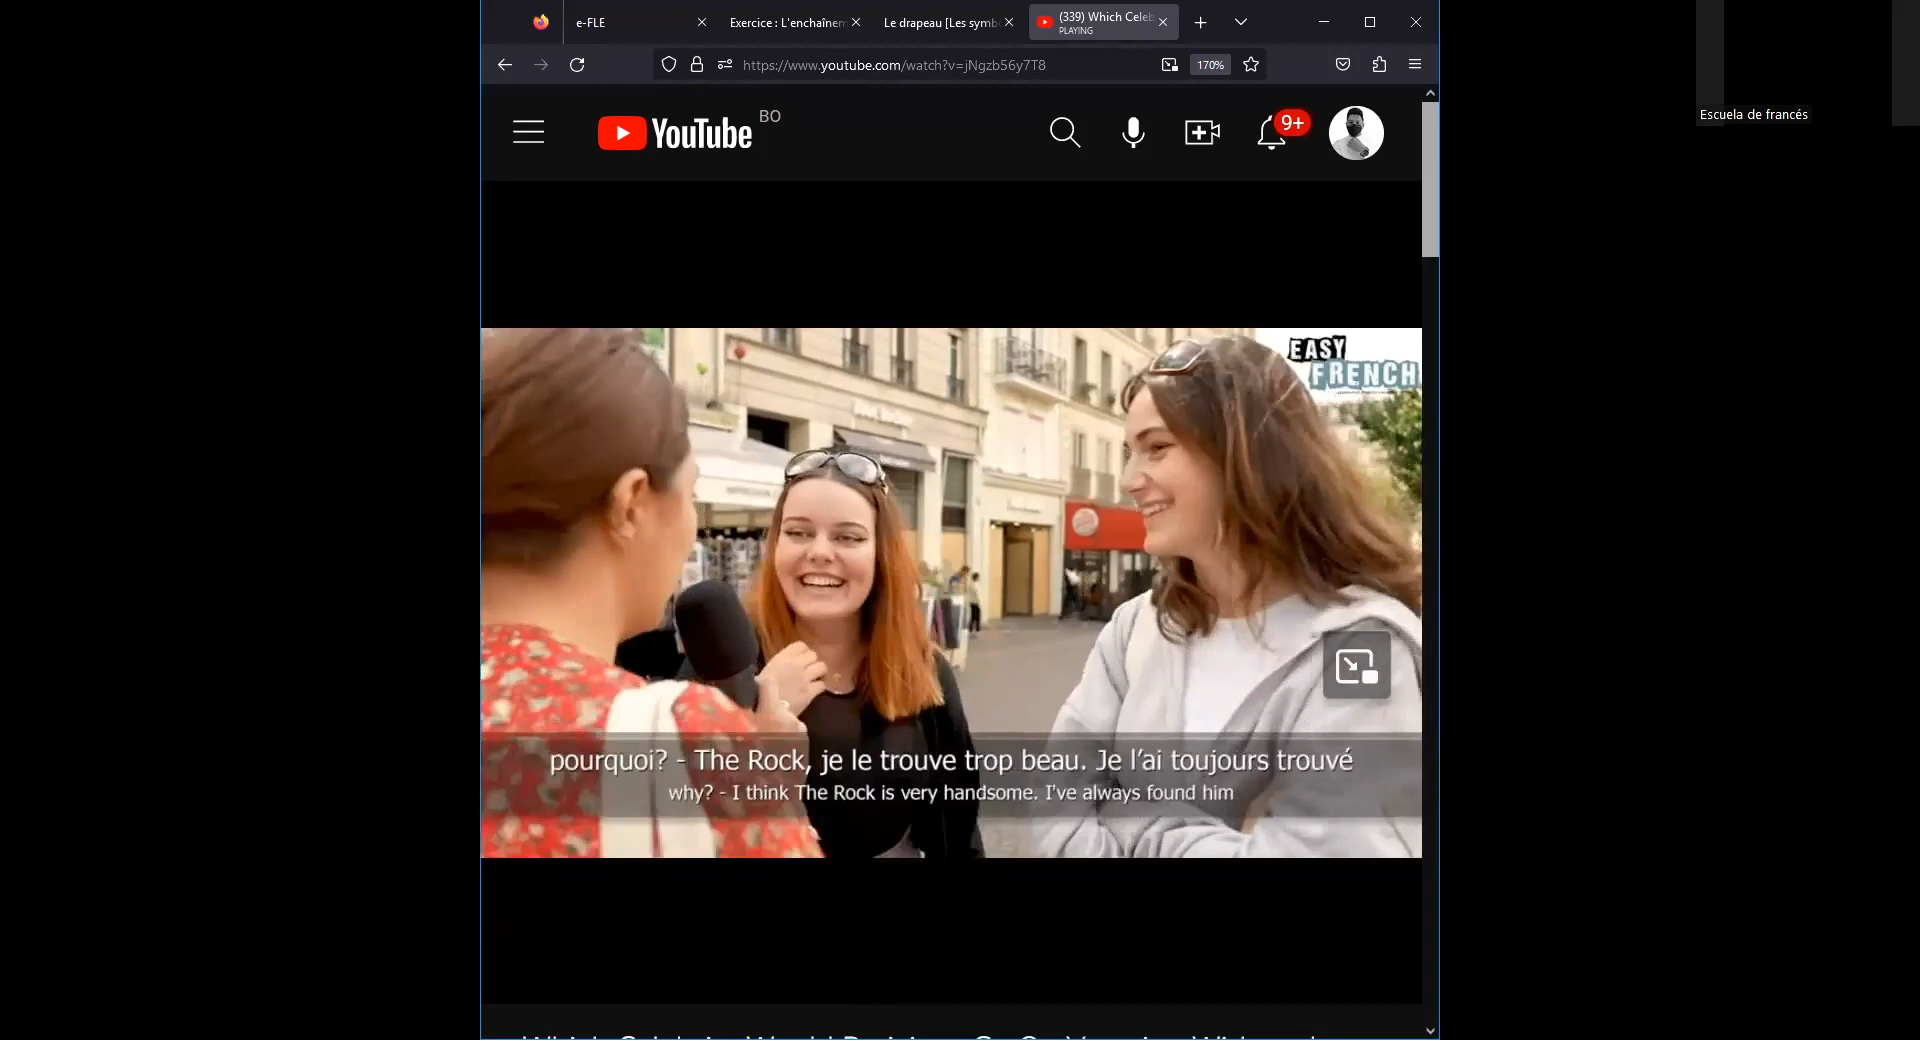 e-FLE
Exercice : L'enchaînem
Le drapeau [Les symb
(339) Which Celeb
PLAYING
https://www.youtube.com/watch?v=jNgzb56y7T8
170%
YouTube BO
9+
Escuela de francés
EASY
FRENCH
pourquoi? - The Rock, je le trouve trop beau. Je l'ai toujours trouvé
why? - I think The Rock is very handsome. I've always found him